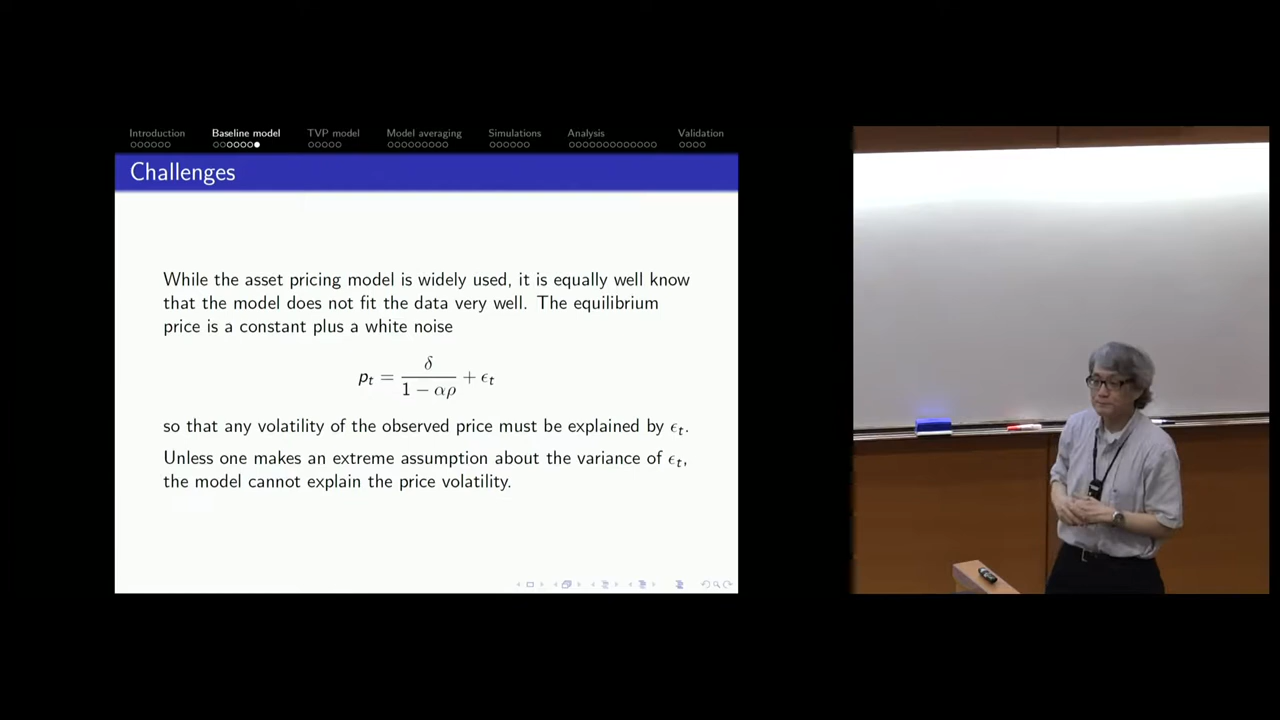 Introduction Baseline model TVP model Model averaging Simulations Analysis Validation
Challenges
While the asset pricing model is widely used, it is equally well know
that the model does not fit the data very well. The equilibrium
price is a constant plus a white noise
p_t = δ / (1 − αρ) + ϵ_t
so that any volatility of the observed price must be explained by ϵ_t.
Unless one makes an extreme assumption about the variance of ϵ_t,
the model cannot explain the price volatility.